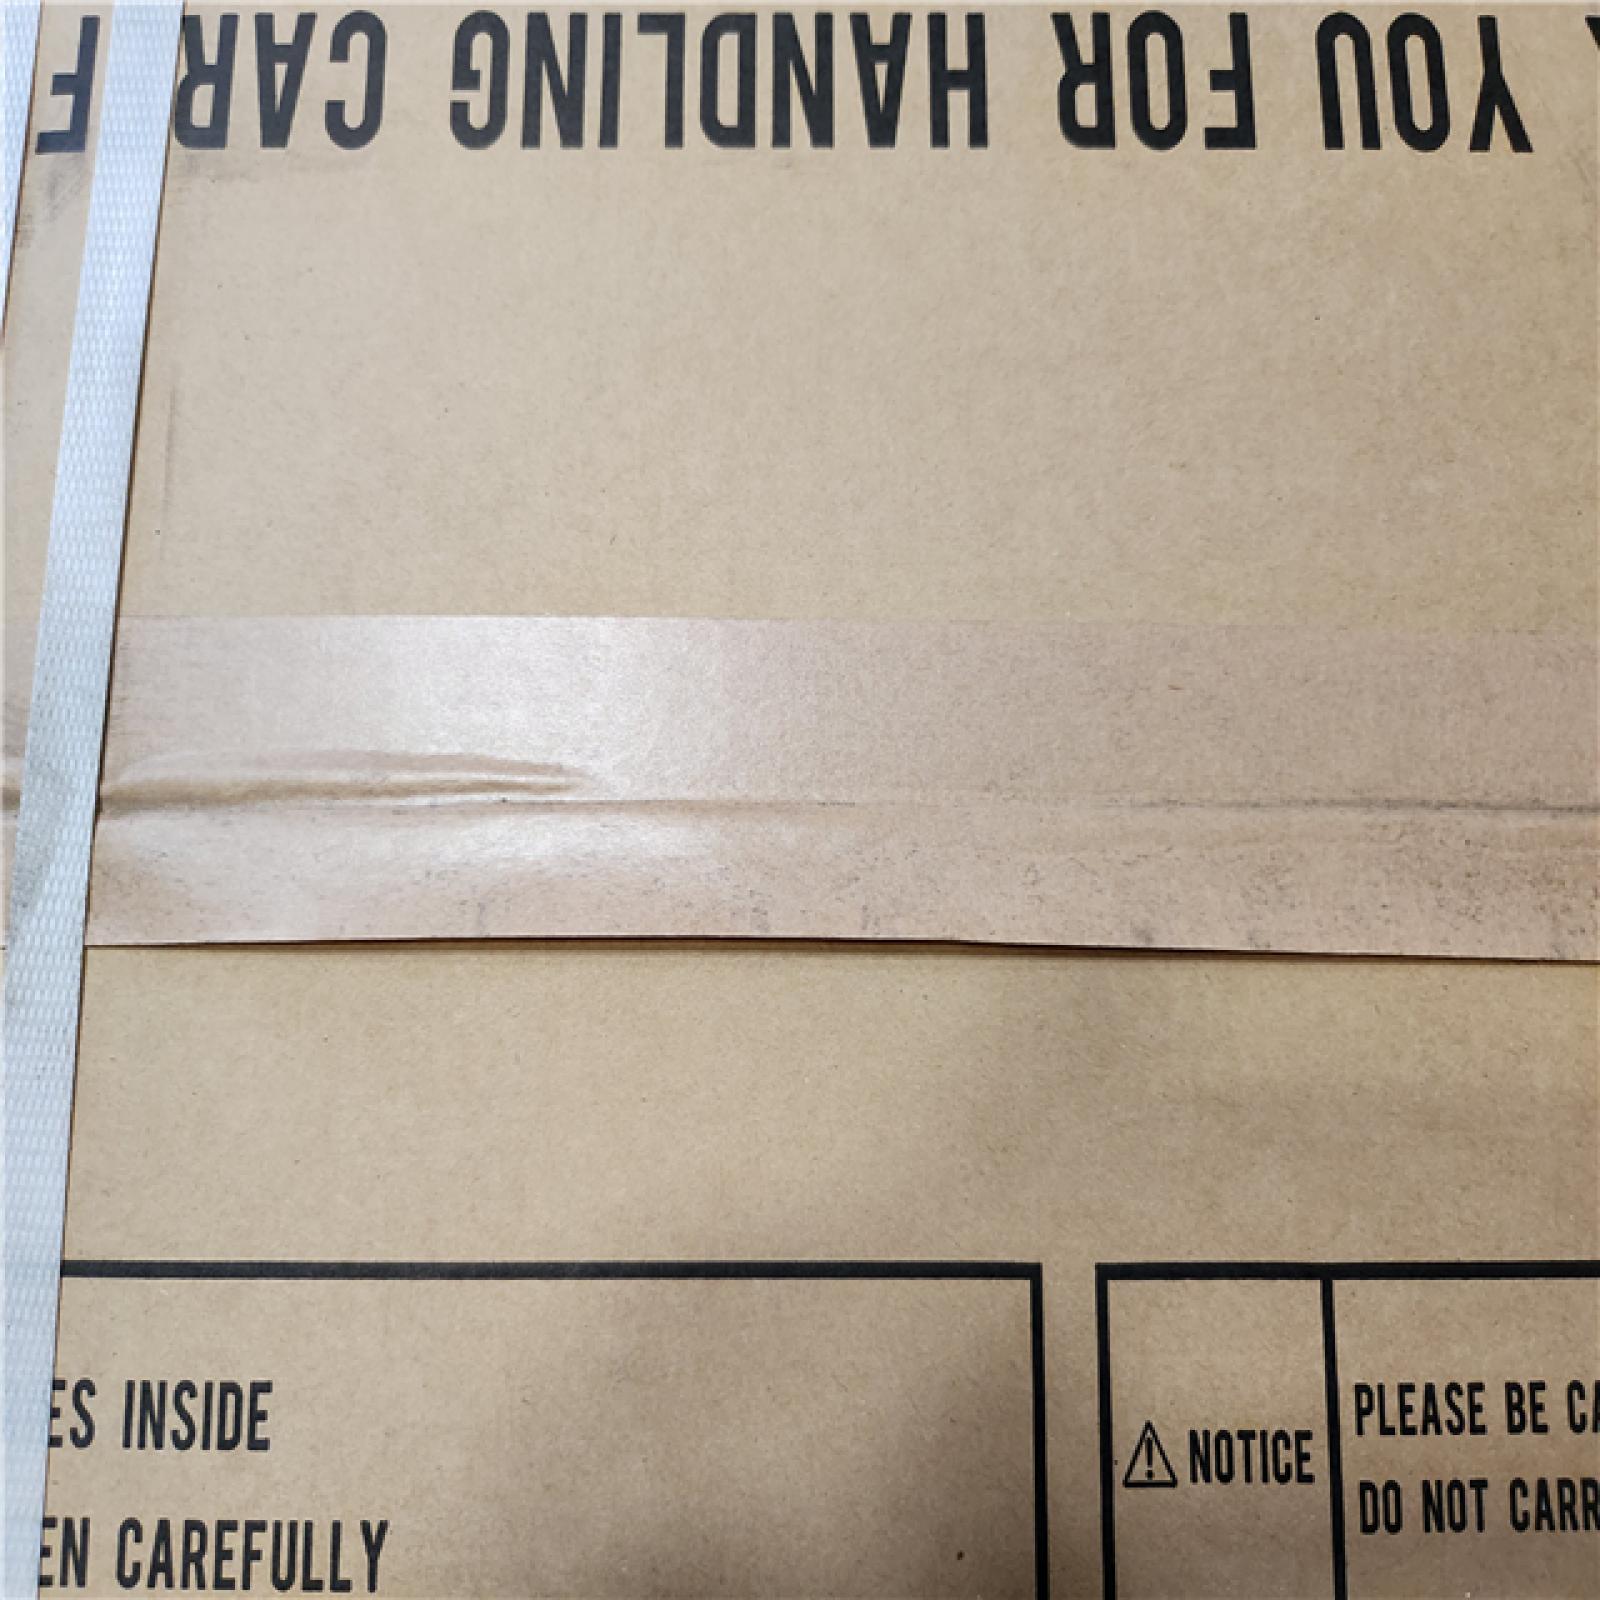 YOU FOR HANDLING CAR F
ES INSIDE
EN CAREFULLY
NOTICE
PLEASE BE CA
DO NOT CARR